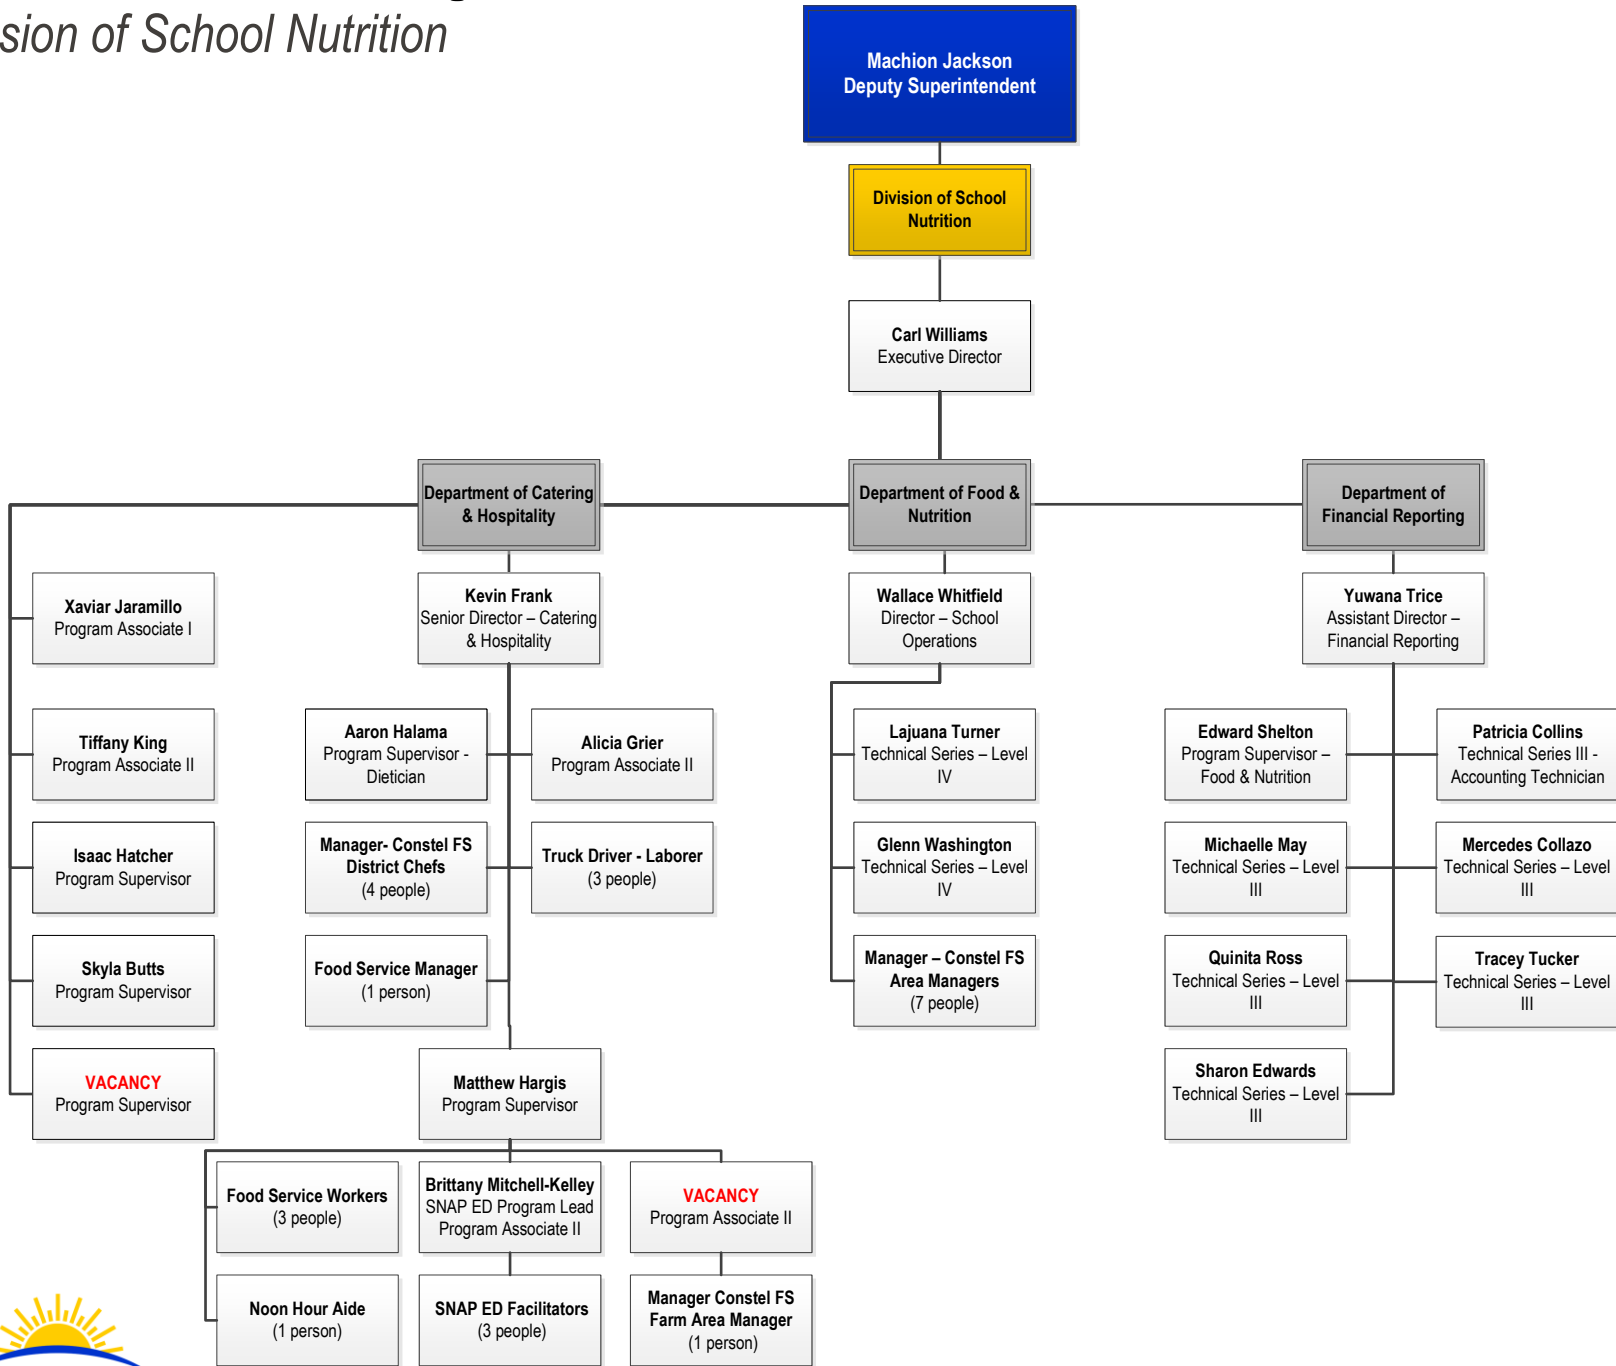 sion of School Nutrition
Machion Jackson
Deputy Superintendent
Division of School
Nutrition
Carl Williams
Executive Director
Department of Catering
& Hospitality
Department of Food &
Nutrition
Department of
Financial Reporting
Xaviar Jaramillo
Program Associate I
Kevin Frank
Senior Director – Catering
& Hospitality
Wallace Whitfield
Director – School
Operations
Yuwana Trice
Assistant Director –
Financial Reporting
Tiffany King
Program Associate II
Aaron Halama
Program Supervisor -
Dietician
Alicia Grier
Program Associate II
Lajuana Turner
Technical Series – Level
IV
Edward Shelton
Program Supervisor –
Food & Nutrition
Patricia Collins
Technical Series III -
Accounting Technician
Isaac Hatcher
Program Supervisor
Manager- Constel FS
District Chefs
(4 people)
Truck Driver - Laborer
(3 people)
Glenn Washington
Technical Series – Level
IV
Michaelle May
Technical Series – Level
III
Mercedes Collazo
Technical Series – Level
III
Skyla Butts
Program Supervisor
Food Service Manager
(1 person)
Manager – Constel FS
Area Managers
(7 people)
Quinita Ross
Technical Series – Level
III
Tracey Tucker
Technical Series – Level
III
VACANCY
Program Supervisor
Matthew Hargis
Program Supervisor
Sharon Edwards
Technical Series – Level
III
Food Service Workers
(3 people)
Brittany Mitchell-Kelley
SNAP ED Program Lead
Program Associate II
VACANCY
Program Associate II
Noon Hour Aide
(1 person)
SNAP ED Facilitators
(3 people)
Manager Constel FS
Farm Area Manager
(1 person)